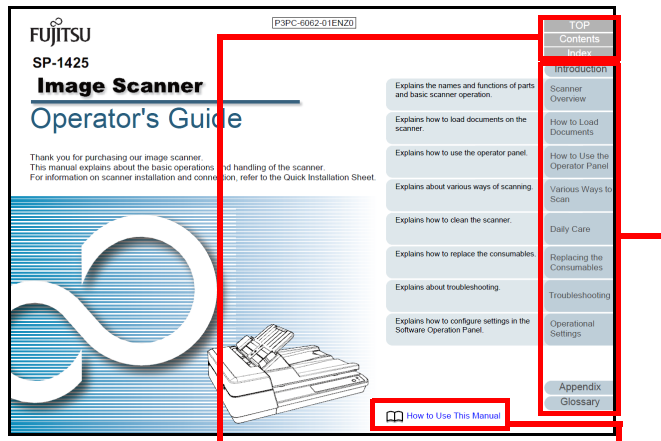 P3PC-6062-01ENZ0
FUJITSU
TOP
Contents
Index
Introduction
SP-1425
Image Scanner
Operator's Guide
Thank you for purchasing our image scanner.
This manual explains about the basic operations and handling of the scanner.
For information on scanner installation and connection, refer to the Quick Installation Sheet.
Explains the names and functions of parts
and basic scanner operation.
Scanner
Overview
Explains how to load documents on the
scanner.
How to Load
Documents
Explains how to use the operator panel.
How to Use the
Operator Panel
Explains about various ways of scanning.
Various Ways to
Scan
Explains how to clean the scanner.
Daily Care
Explains how to replace the consumables.
Replacing the
Consumables
Explains about troubleshooting.
Troubleshooting
Explains how to configure settings in the
Software Operation Panel.
Operational
Settings
Appendix
Glossary
How to Use This Manual